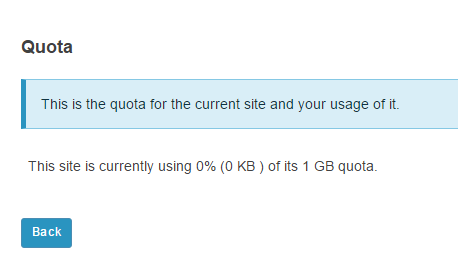 Quota
This is the quota for the current site and your usage of it.
This site is currently using 0% (0 KB ) of its 1 GB quota.
Back